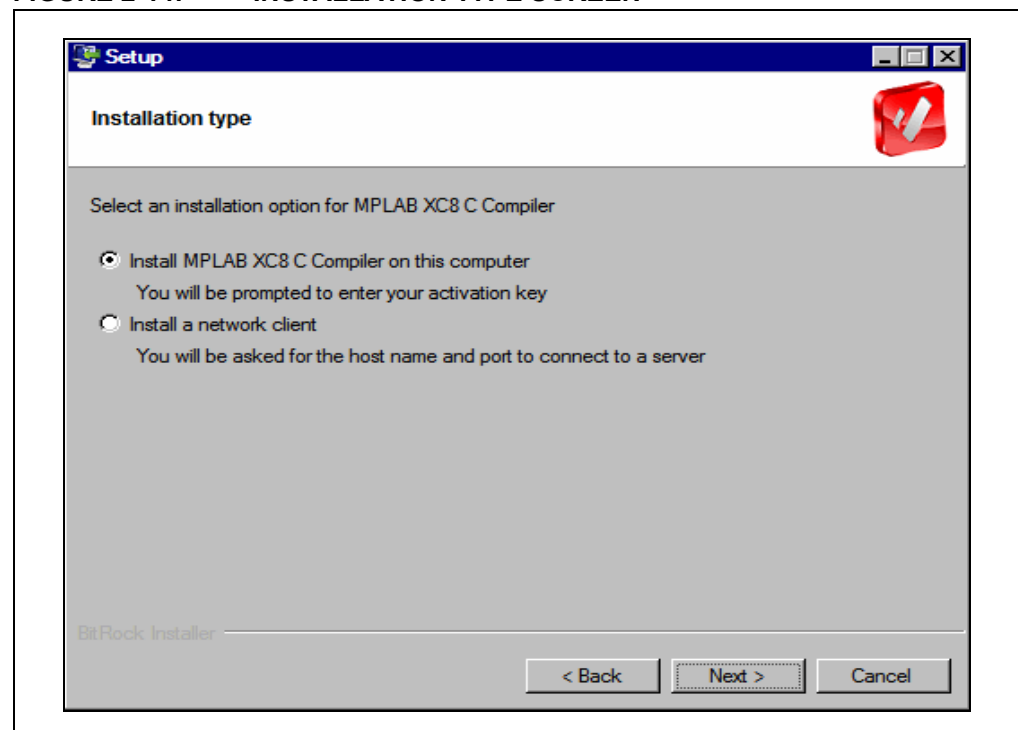 Setup
Installation type
Select an installation option for MPLAB XC8 C Compiler
Install MPLAB XC8 C Compiler on this computer
You will be prompted to enter your activation key
Install a network client
You will be asked for the host name and port to connect to a server
BitRock Installer
< Back Next > Cancel